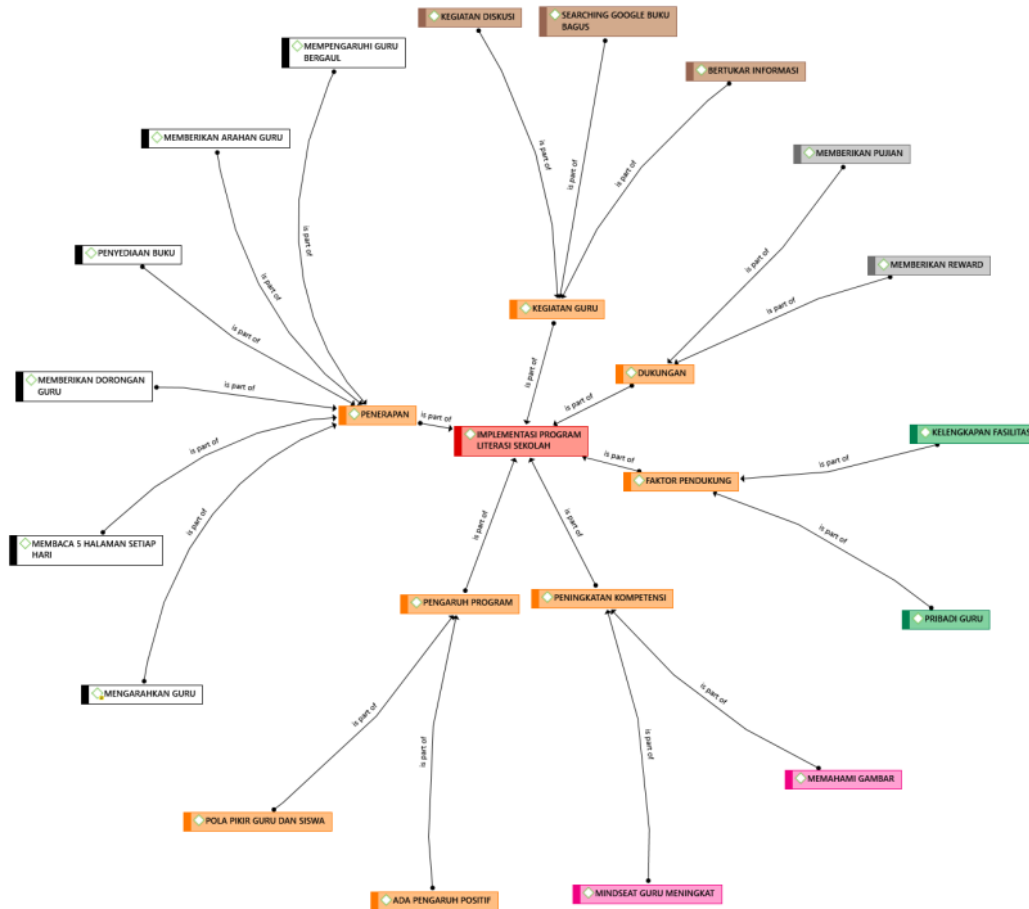 KEGIATAN DISKUSI
SEARCHING GOOGLE BUKU
BAGUS
MEMPENGARUHI GURU
BERGAUL
BERTUKAR INFORMASI
MEMBERIKAN ARAHAN GURU
is part of
is part of
is part of
MEMBERIKAN PUJIAN
is part of
is part of
PENYEDIAAN BUKU
is part of
MEMBERIKAN REWARD
is part of
KEGIATAN GURU
is part of
is part of
is part of
MEMBERIKAN DORONGAN
GURU
is part of
DUKUNGAN
PENERAPAN
is part of
is part of
IMPLEMENTASI PROGRAM
LITERASI SEKOLAH
KELENGKAPAN FASILITAS
is part of
is part of
is part of
FAKTOR PENDUKUNG
is part of
is part of
is part of
is part of
MEMBACA 5 HALAMAN SETIAP
HARI
PENGARUH PROGRAM
PENINGKATAN KOMPETENSI
PRIBADI GURU
MENGARAHKAN GURU
is part of
is part of
is part of
is part of
MEMAHAMI GAMBAR
POLA PIKIR GURU DAN SISWA
ADA PENGARUH POSITIF
MINDSEAT GURU MENINGKAT